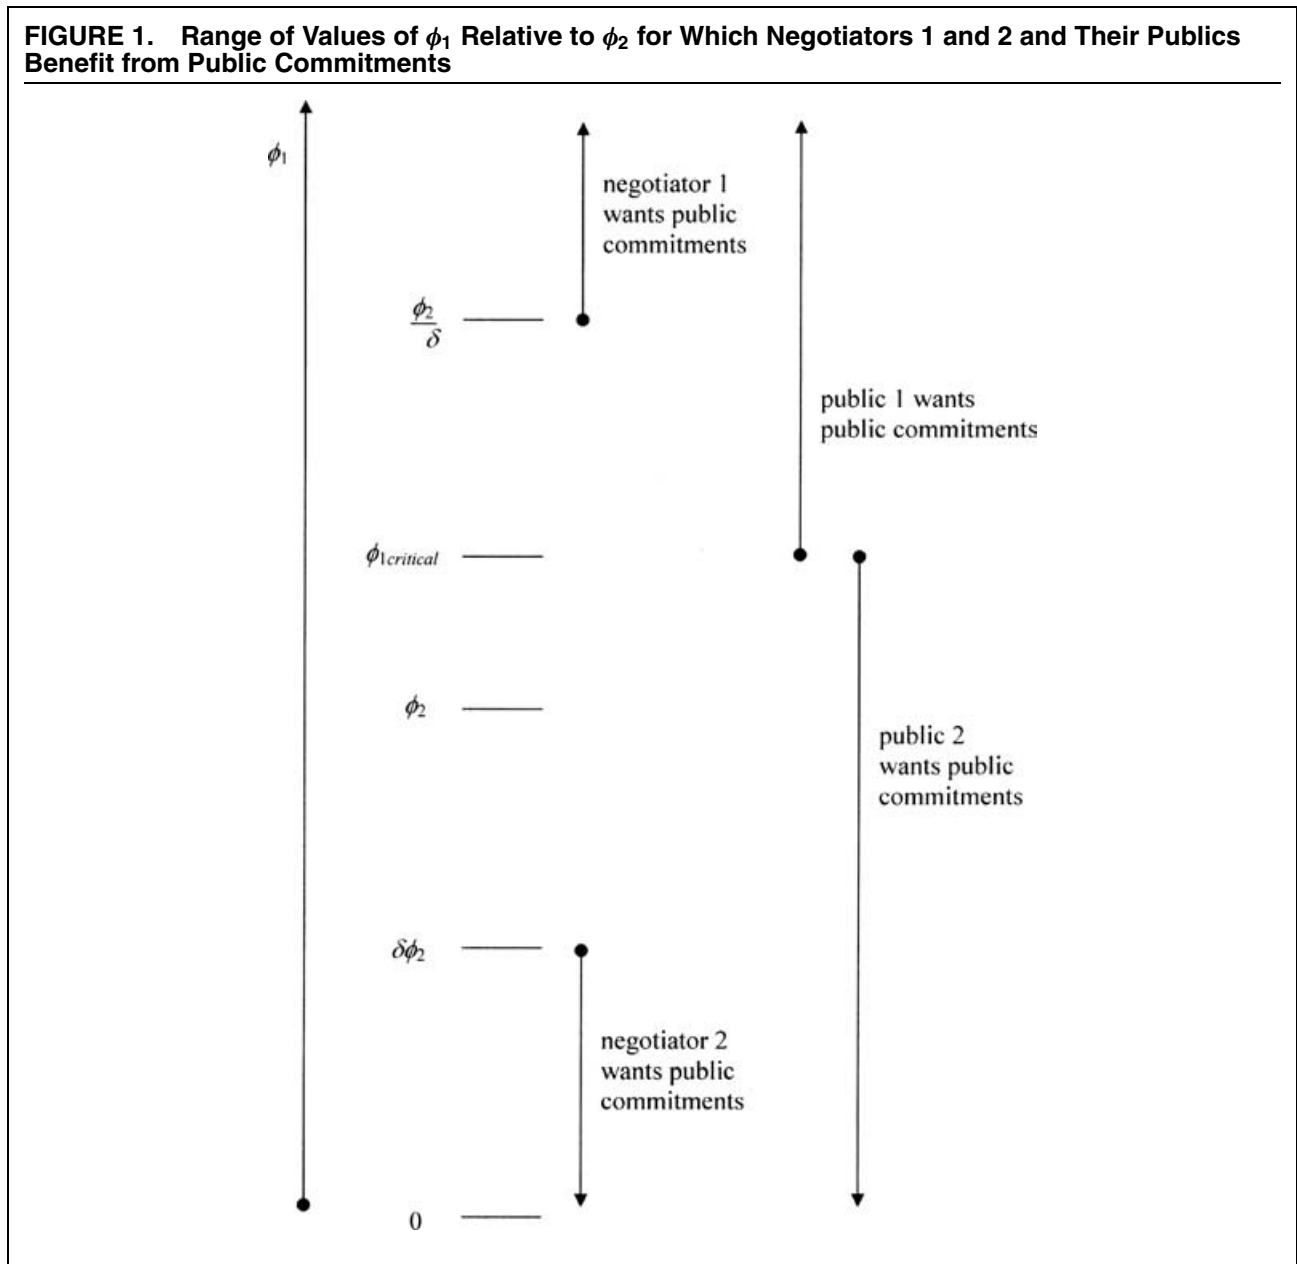 FIGURE 1. Range of Values of ϕ1 Relative to ϕ2 for Which Negotiators 1 and 2 and Their Publics
Benefit from Public Commitments
ϕ1
negotiator 1
wants public
commitments
ϕ2
δ
public 1 wants
public commitments
ϕ1critical
ϕ2
public 2
wants public
commitments
δϕ2
negotiator 2
wants public
commitments
0